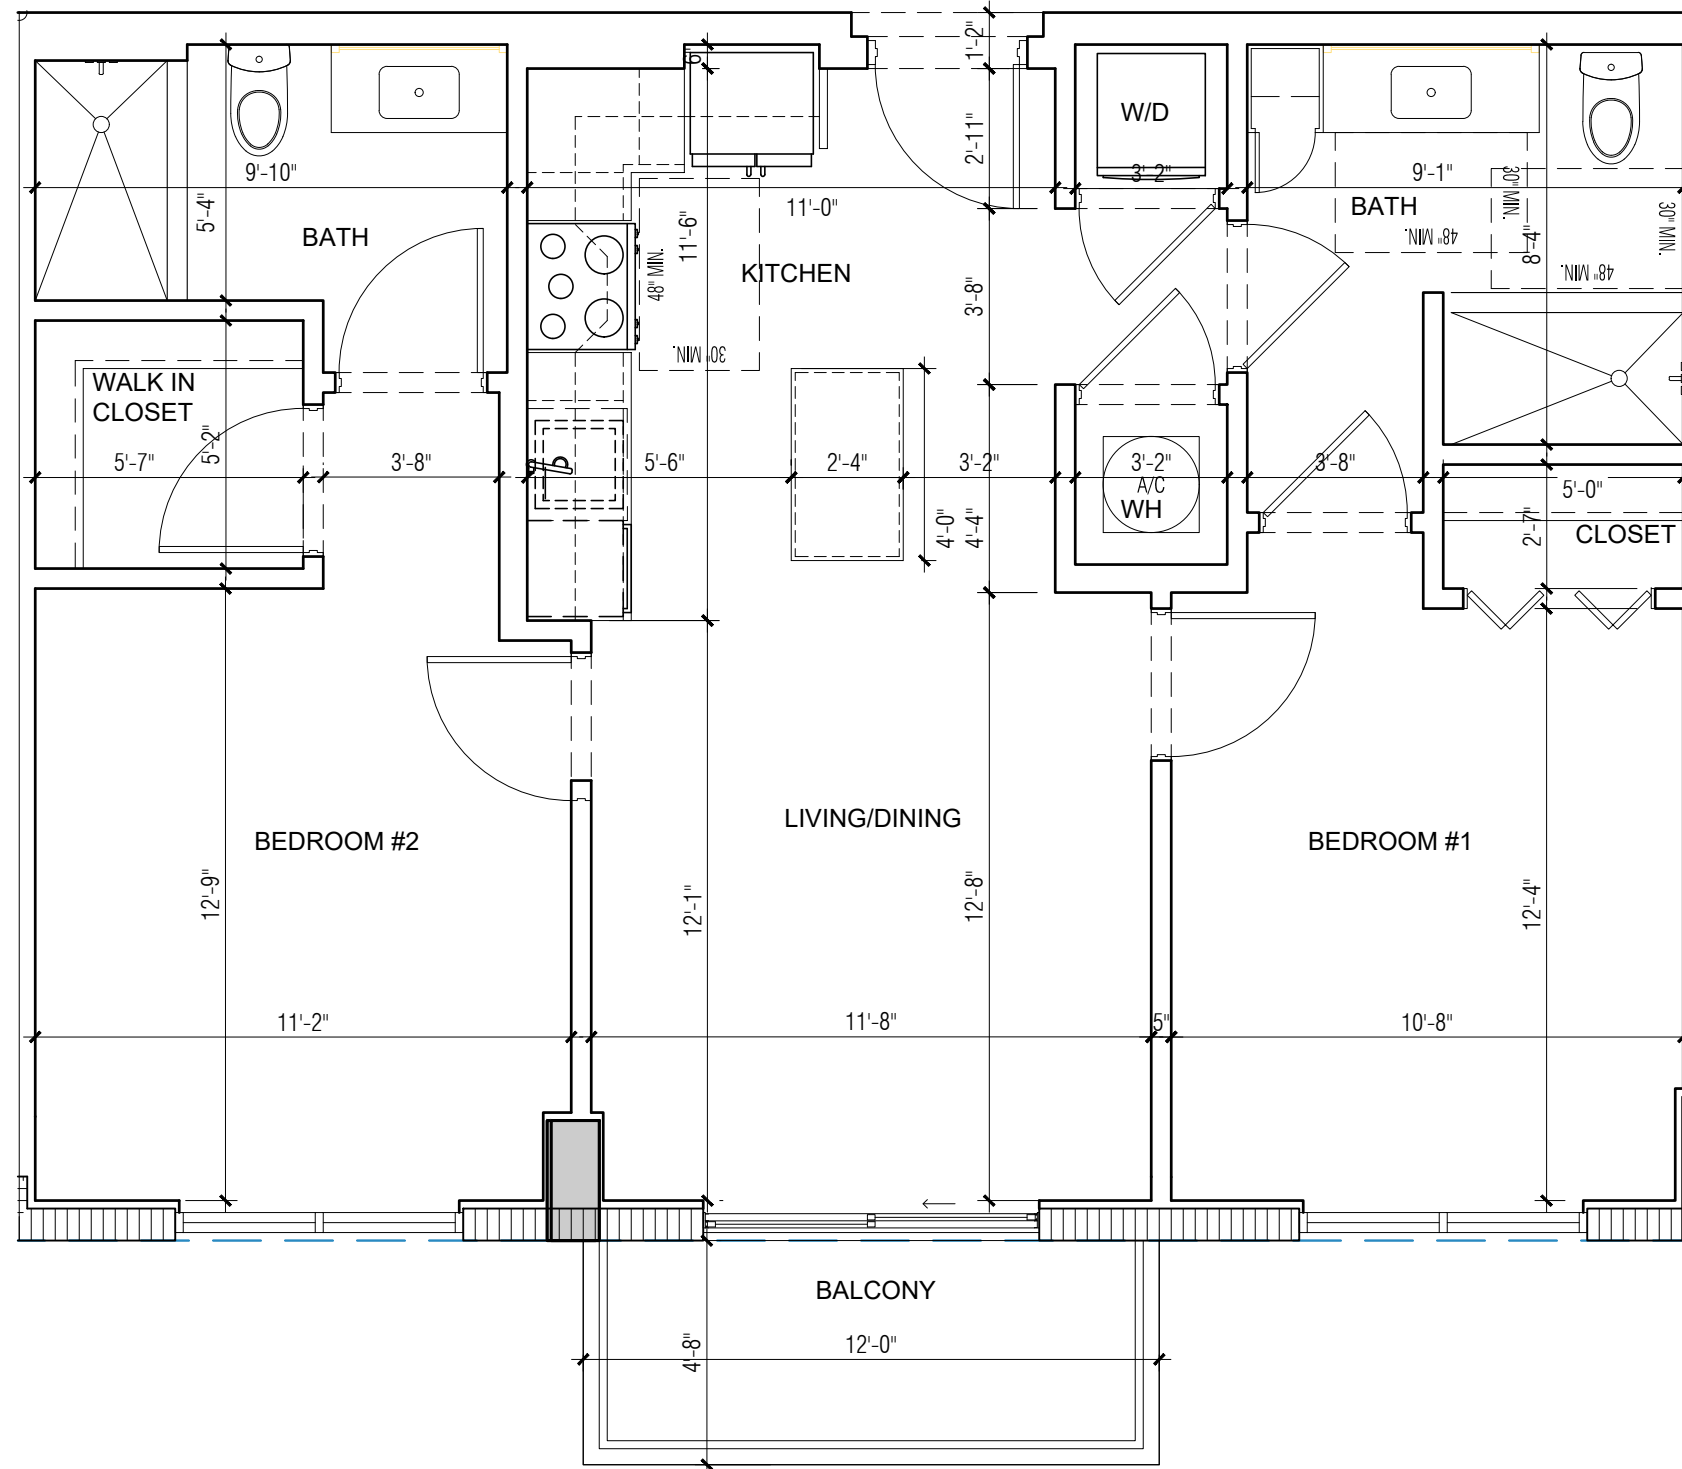 1'-2"
6"
W/D
2'-11"
9'-10"
3'-2"
9'-1"
30" MIN.
5'-4"
11'-0"
BATH
30" MIN.
BATH
11'-6"
48" MIN.
8'-4"
KITCHEN
48" MIN.
48" MIN.
3'-8"
30" MIN.
WALK IN
CLOSET
5'-2"
5'-7"
3'-8"
5'-6"
2'-4"
3'-2"
3'-2"
3'-8"
A/C
5'-0"
WH
4'-0"
4'-4"
2'-7"
CLOSET
LIVING/DINING
BEDROOM #2
BEDROOM #1
12'-9"
12'-1"
12'-8"
12'-4"
11'-2"
11'-8"
5"
10'-8"
BALCONY
12'-0"
4'-8"